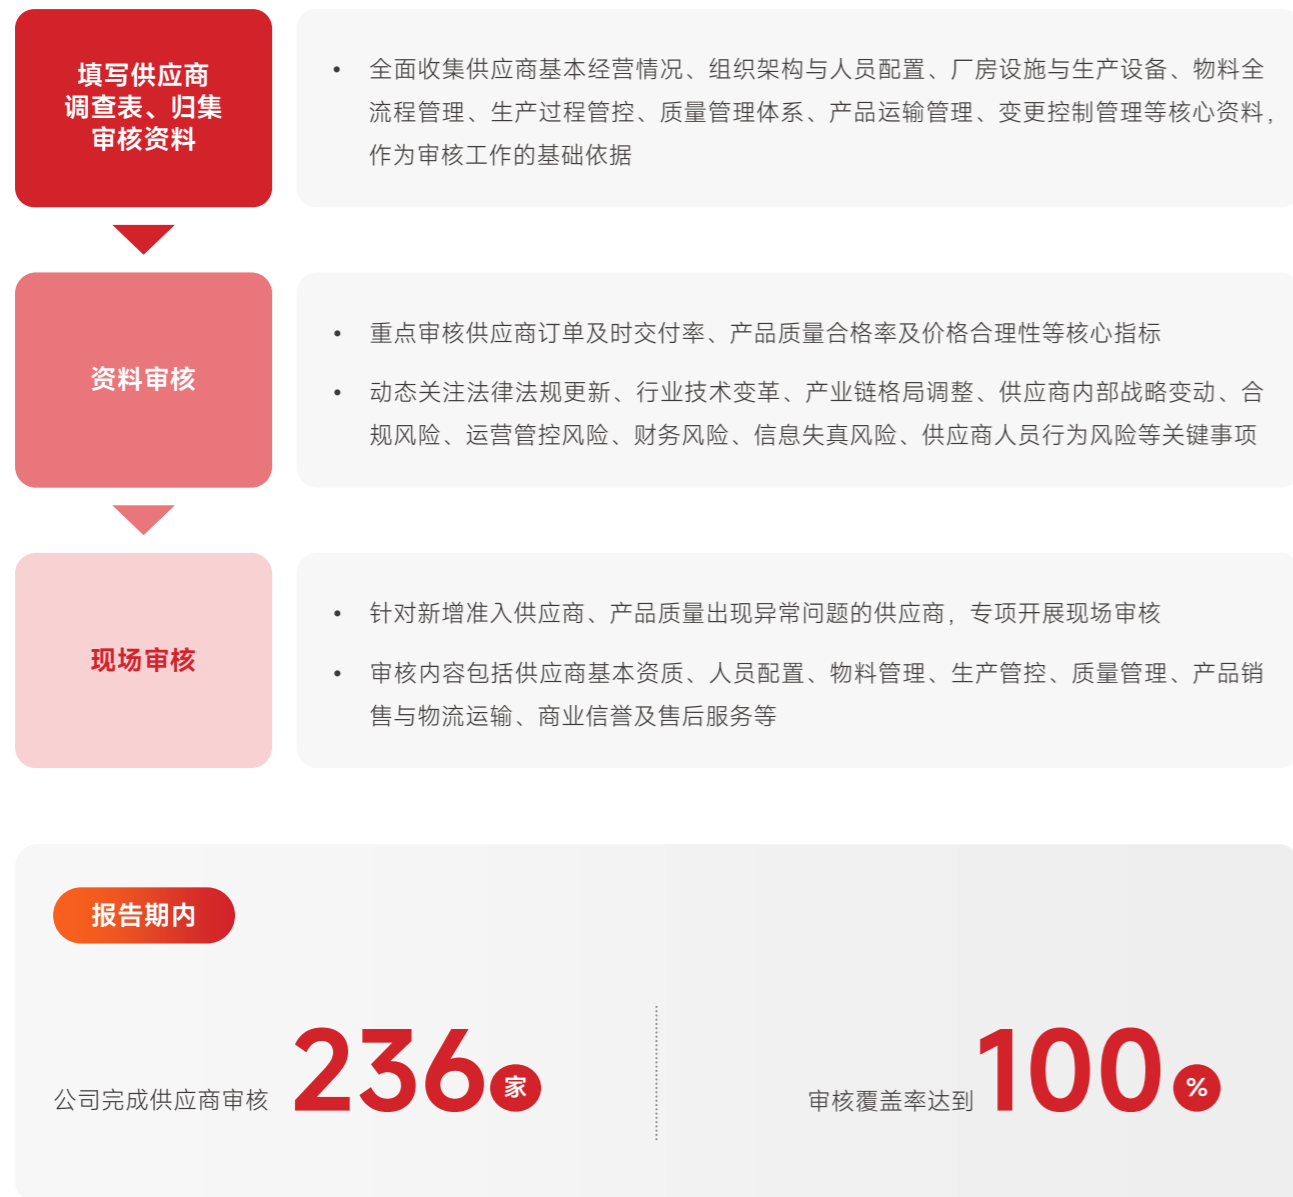 填写供应商
调查表、归集
审核资料
• 全面收集供应商基本经营情况、组织架构与人员配置、厂房设施与生产设备、物料全
流程管理、生产过程管控、质量管理体系、产品运输管理、变更控制管理等核心资料，
作为审核工作的基础依据
资料审核
• 重点审核供应商订单及时交付率、产品质量合格率及价格合理性等核心指标
• 动态关注法律法规更新、行业技术变革、产业链格局调整、供应商内部战略变动、合
规风险、运营管控风险、财务风险、信息失真风险、供应商人员行为风险等关键事项
现场审核
• 针对新增准入供应商、产品质量出现异常问题的供应商，专项开展现场审核
• 审核内容包括供应商基本资质、人员配置、物料管理、生产管控、质量管理、产品销
售与物流运输、商业信誉及售后服务等
报告期内
公司完成供应商审核 236 家
审核覆盖率达到 100 %